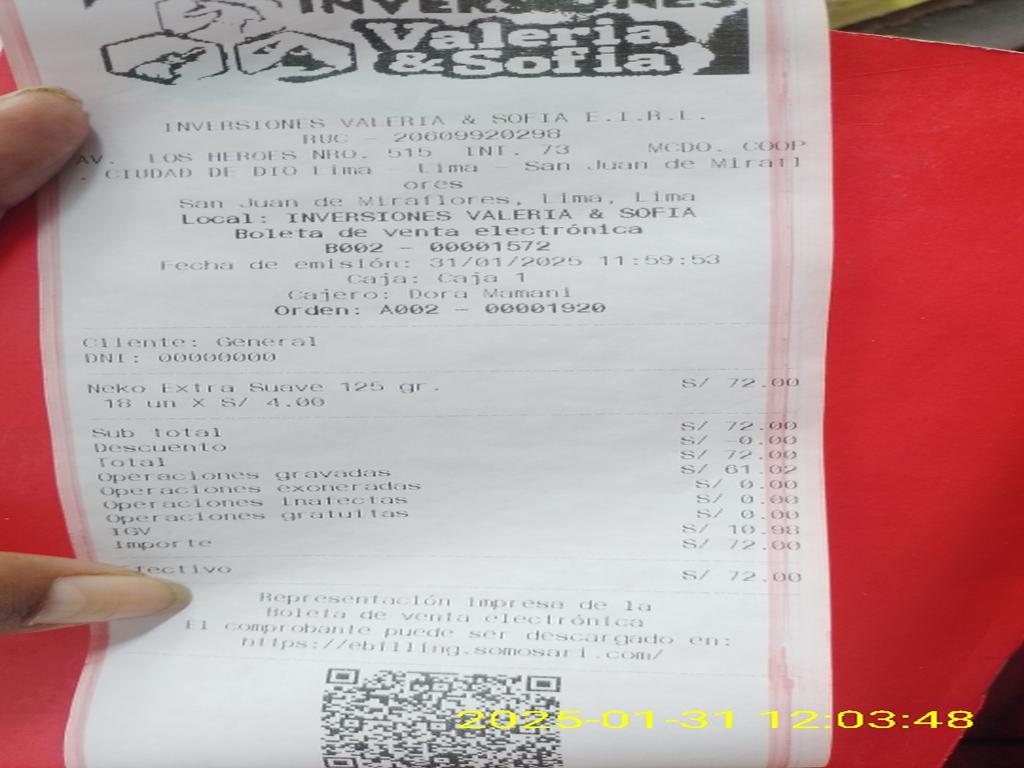 INVERSIONES
Valeria
&Sofia
INVERSIONES VALERIA & SOFIA E.I.R.L.
RUC - 20609920298
AV. LOS HEROES NRO. 515 INT. 73 MCDO. COOP
. CIUDAD DE DIO Lima - Lima - San Juan de Mirafl
ores
San Juan de Miraflores, Lima, Lima
Local: INVERSIONES VALERIA & SOFIA
Boleta de venta electrónica
B002 - 00001572
Fecha de emisión: 31/01/2025 11:59:53
Caja: Caja 1
Cajero: Dora Mamani
Orden: A002 - 00001920
Cliente: General
DNI: 00000000
Neko Extra Suave 125 gr. S/ 72.00
18 un X S/ 4.00
Sub total S/ 72.00
Descuento S/ -0.00
Total S/ 72.00
Operaciones gravadas S/ 61.02
Operaciones exoneradas S/ 0.00
Operaciones inafectas S/ 0.00
Operaciones gratuitas S/ 0.00
IGV S/ 10.98
Importe S/ 72.00
fectivo S/ 72.00
Representación impresa de la
Boleta de venta electrónica
El comprobante puede ser descargado en:
https://ebilling.somosari.com/
2025-01-31 12:03:48